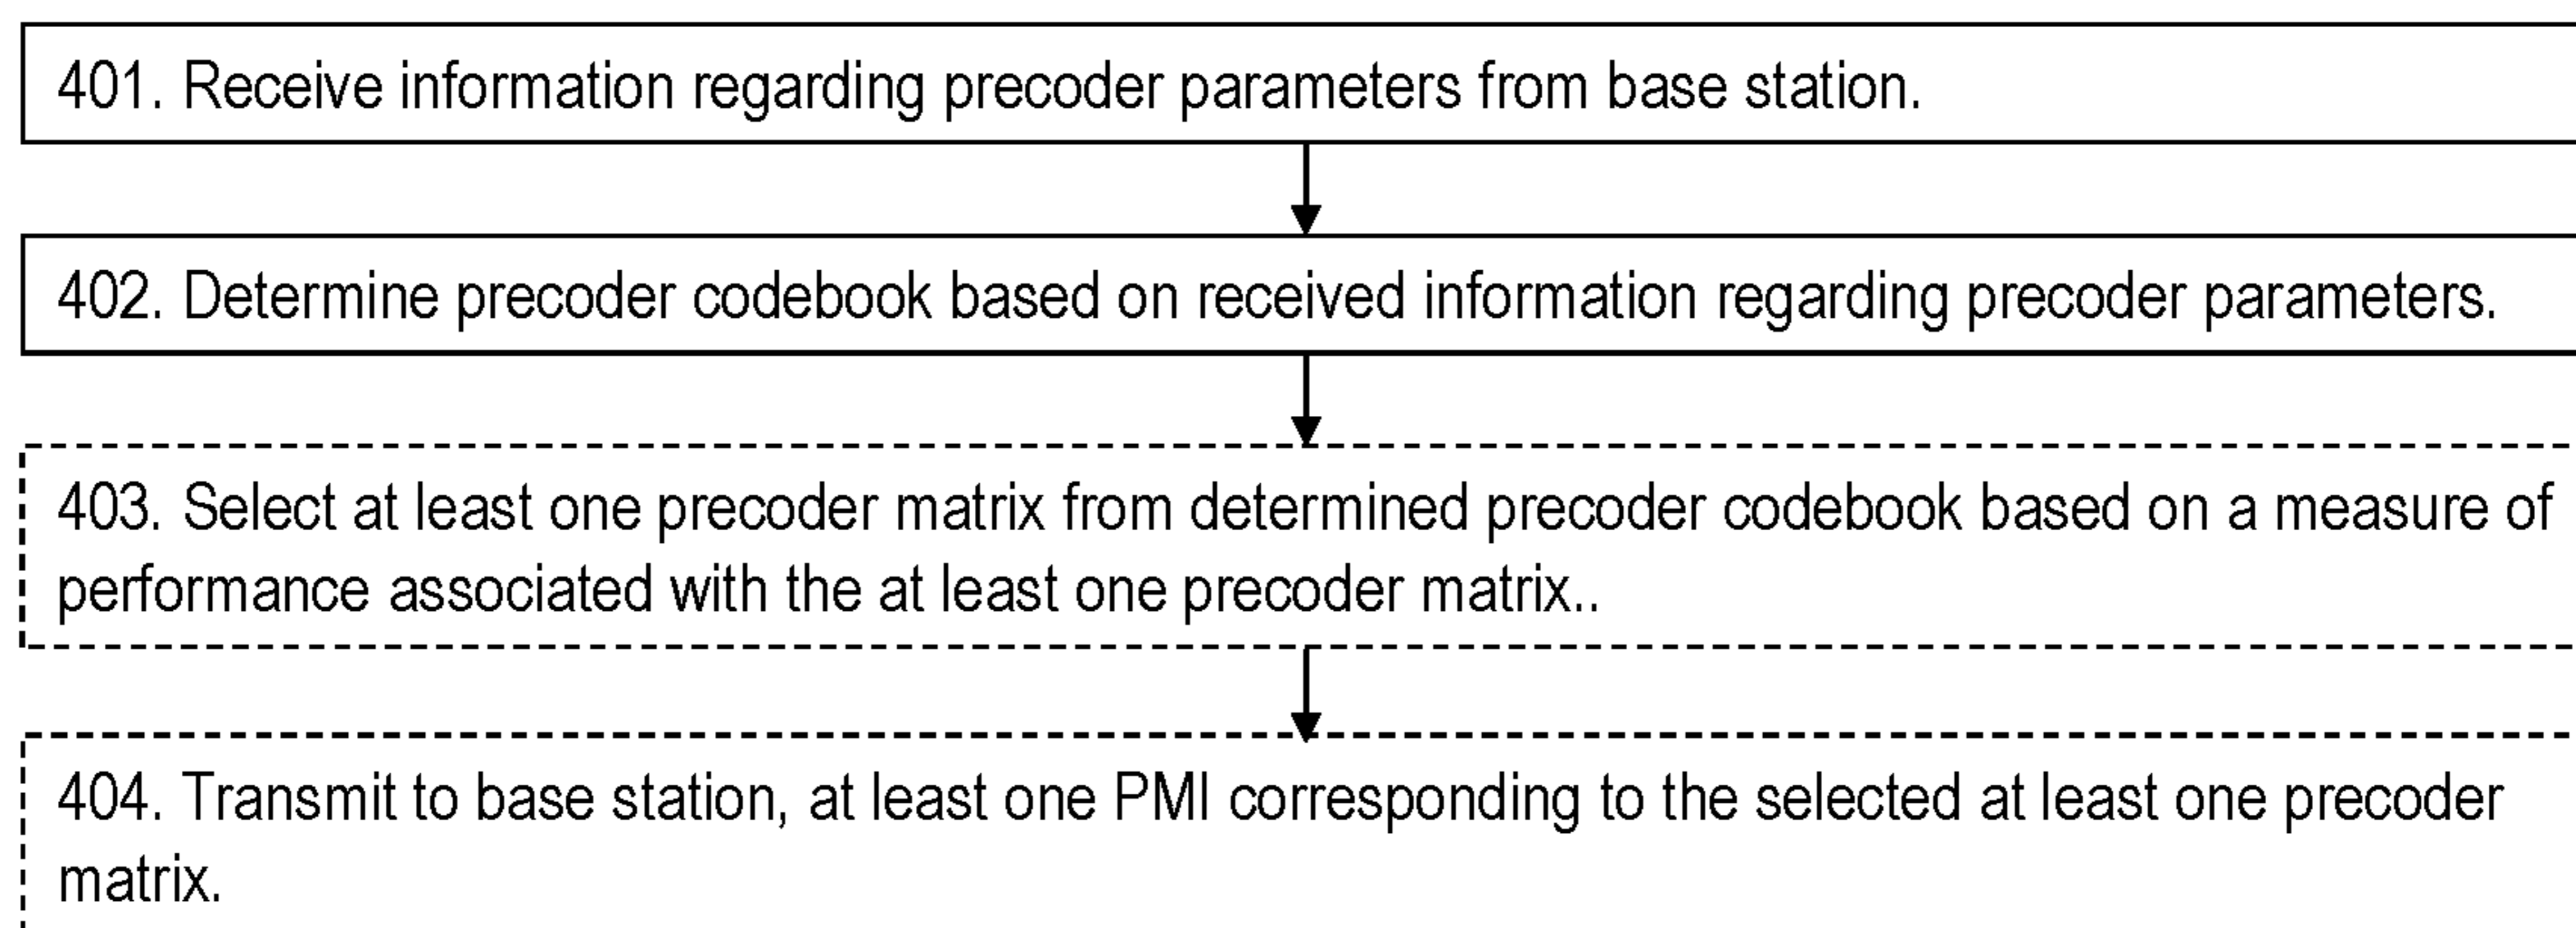 401. Receive information regarding precoder parameters from base station.
402. Determine precoder codebook based on received information regarding precoder parameters.
403. Select at least one precoder matrix from determined precoder codebook based on a measure of
performance associated with the at least one precoder matrix..
404. Transmit to base station, at least one PMI corresponding to the selected at least one precoder
matrix.